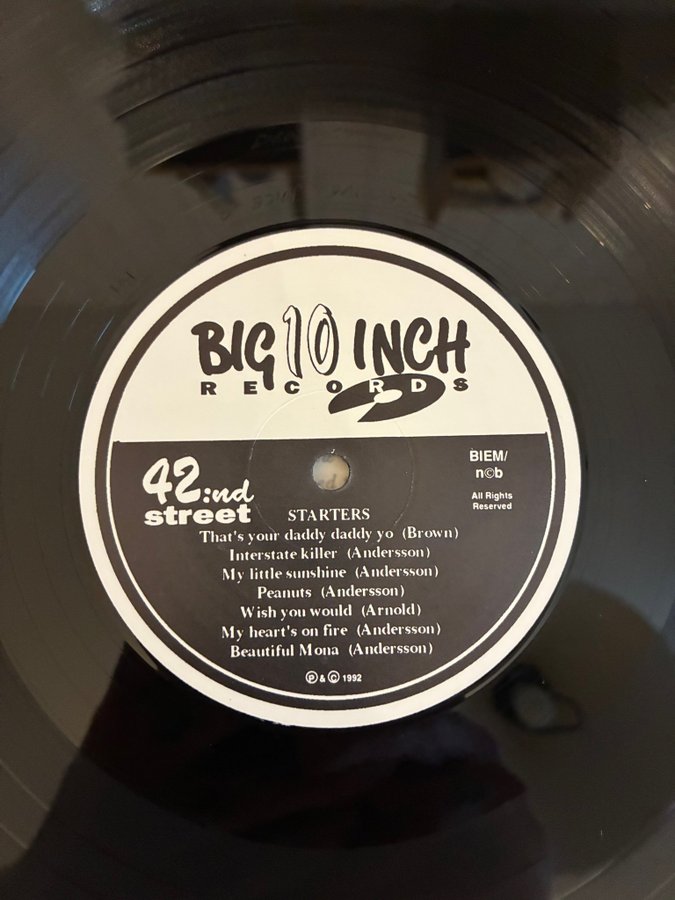 BIG 10 INCH
RECORDS
42:nd
street
BIEM/
n©b
All Rights
Reserved
STARTERS
That's your daddy daddy yo (Brown)
Interstate killer (Andersson)
My little sunshine (Andersson)
Peanuts (Andersson)
Wish you would (Arnold)
My heart's on fire (Andersson)
Beautiful Mona (Andersson)
℗ & © 1992